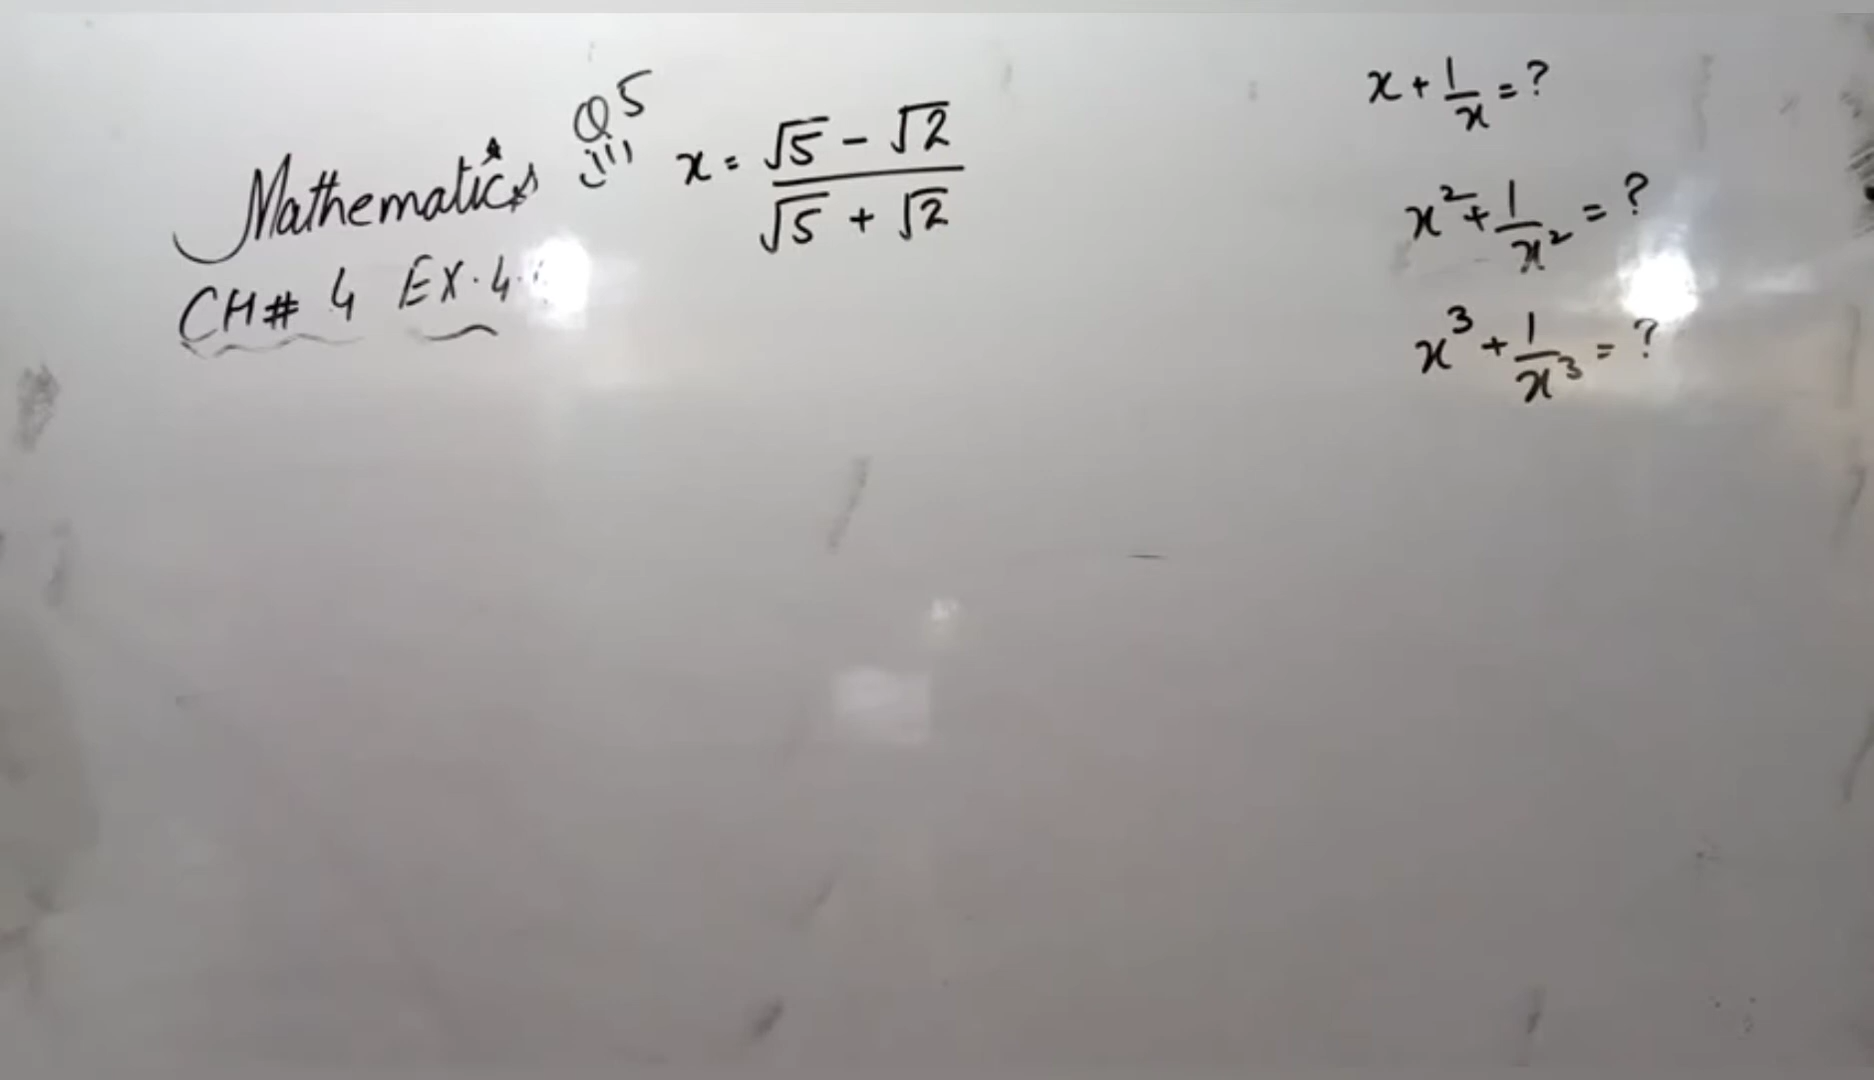 Mathematics
CH# 4 EX.4.
Q5
iii x = √5 - √2 / √5 + √2
x + 1/x = ?
x² + 1/x² = ?
x³ + 1/x³ = ?